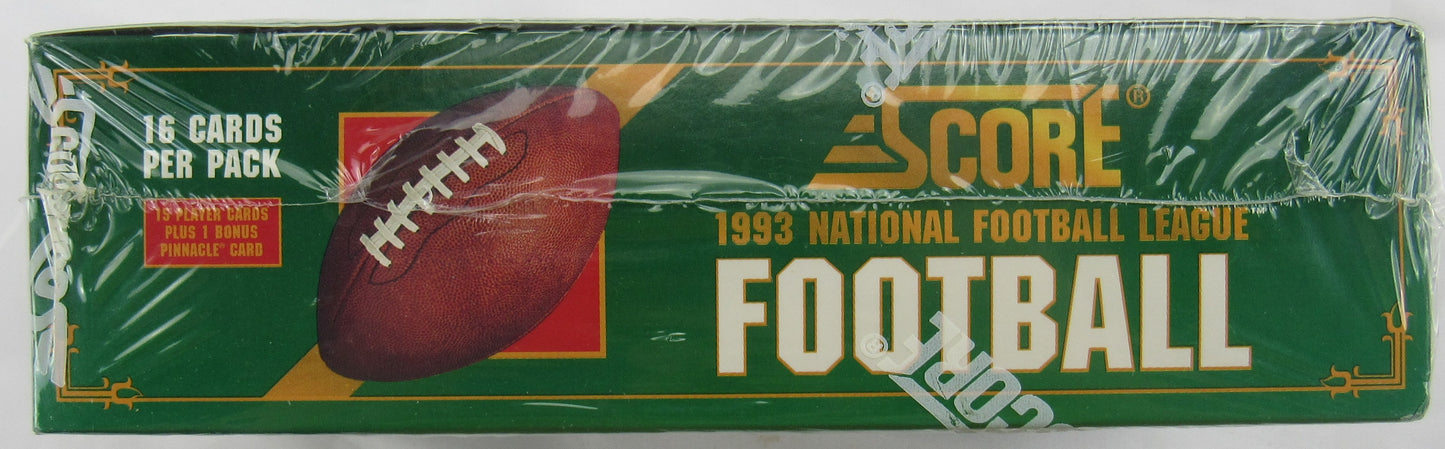 16 CARDS
PER PACK
15 PLAYER CARDS
PLUS 1 BONUS
PINNACLE® CARD
SCORE®
1993 NATIONAL FOOTBALL LEAGUE
FOOTBALL